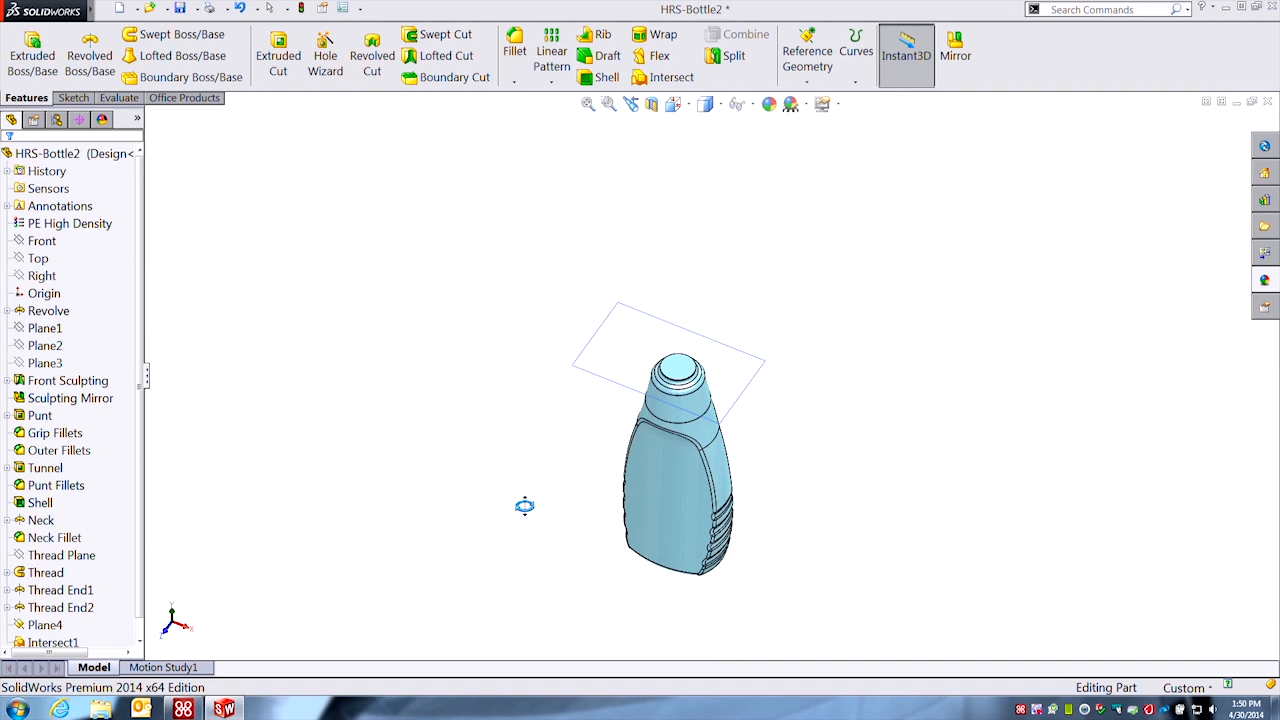 SOLIDWORKS
HRS-Bottle2 *
Search Commands
Extruded Boss/Base
Revolved Boss/Base
Swept Boss/Base
Lofted Boss/Base
Boundary Boss/Base
Extruded Cut
Hole Wizard
Revolved Cut
Swept Cut
Lofted Cut
Boundary Cut
Fillet
Linear Pattern
Rib
Draft
Shell
Wrap
Flex
Intersect
Combine
Split
Reference Geometry
Curves
Instant3D
Mirror
Features Sketch Evaluate Office Products
HRS-Bottle2 (Design<
History
Sensors
Annotations
PE High Density
Front
Top
Right
Origin
Revolve
Plane1
Plane2
Plane3
Front Sculpting
Sculpting Mirror
Punt
Grip Fillets
Outer Fillets
Tunnel
Punt Fillets
Shell
Neck
Neck Fillet
Thread Plane
Thread
Thread End1
Thread End2
Plane4
Intersect1
Y
X
Z
Model Motion Study1
SolidWorks Premium 2014 x64 Edition
Editing Part
Custom
1:50 PM
4/30/2014